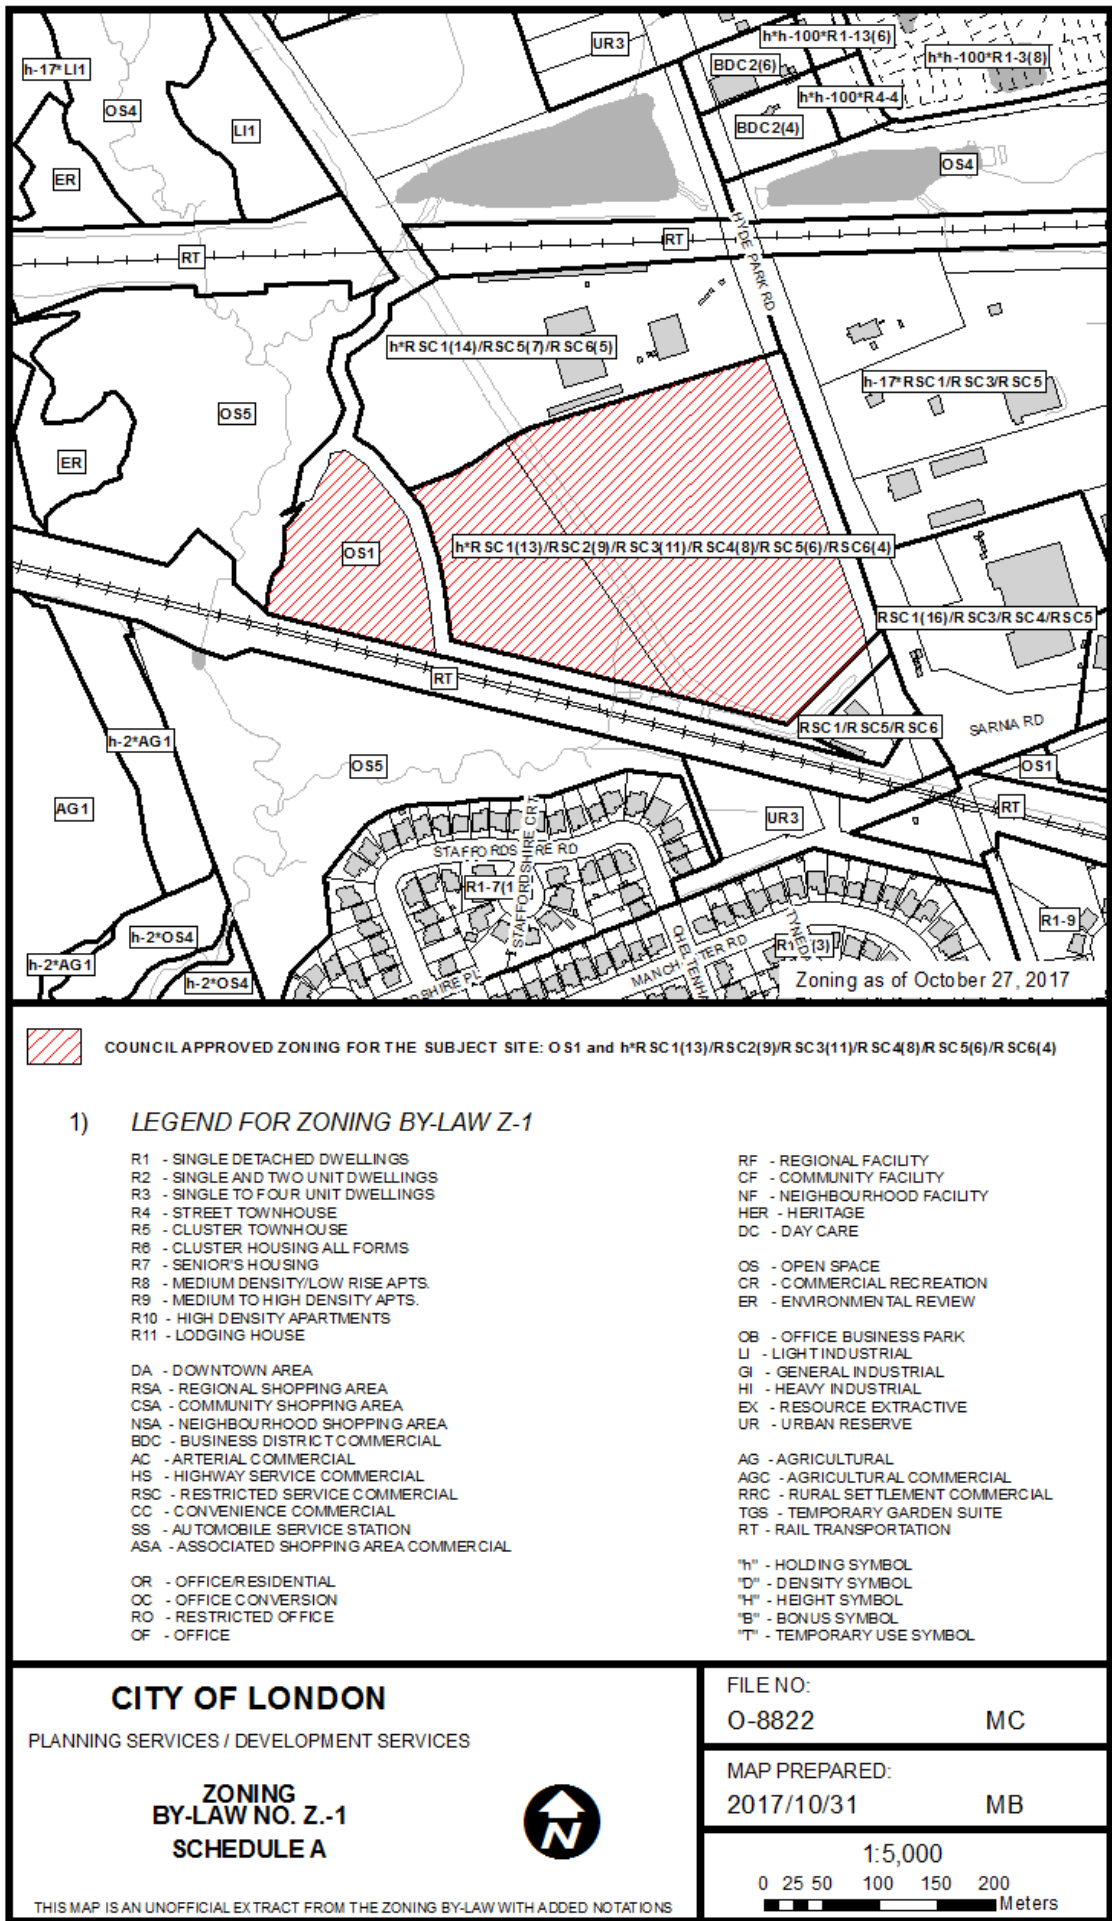 UR3
h*h-100*R1-13(6)
h*h-100*R1-3(8)
h-17*LI1
BDC2(6)
OS4
h*h-100*R4-4
LI1
BDC2(4)
ER
OS4
HYDE PARK RD
RT
RT
h*RSC1(14)/RSC5(7)/RSC6(5)
h-17*RSC1/RSC3/RSC5
OS5
ER
OS1
h*RSC1(13)/RSC2(9)/RSC3(11)/RSC4(8)/RSC5(6)/RSC6(4)
RSC1(16)/RSC3/RSC4/RSC5
RT
RSC1/RSC5/RSC6
SARNIA RD
h-2*AG1
OS5
OS1
AG1
UR3
RT
STAFFORDSHIRE CRT
R1-7(1
R1-9
h-2*OS4
CHELTENHA
h-2*AG1
h-2*OS4
Zoning as of October 27, 2017
COUNCIL APPROVED ZONING FOR THE SUBJECT SITE: OS1 and h*RSC1(13)/RSC2(9)/RSC3(11)/RSC4(8)/RSC5(6)/RSC6(4)
1) LEGEND FOR ZONING BY-LAW Z-1
R1 - SINGLE DETACHED DWELLINGS
R2 - SINGLE AND TWO UNIT DWELLINGS
R3 - SINGLE TO FOUR UNIT DWELLINGS
R4 - STREET TOWNHOUSE
R5 - CLUSTER TOWNHOUSE
R6 - CLUSTER HOUSING ALL FORMS
R7 - SENIOR'S HOUSING
R8 - MEDIUM DENSITY/LOW RISE APTS.
R9 - MEDIUM TO HIGH DENSITY APTS.
R10 - HIGH DENSITY APARTMENTS
R11 - LODGING HOUSE
DA - DOWNTOWN AREA
RSA - REGIONAL SHOPPING AREA
CSA - COMMUNITY SHOPPING AREA
NSA - NEIGHBOURHOOD SHOPPING AREA
BDC - BUSINESS DISTRICT COMMERCIAL
AC - ARTERIAL COMMERCIAL
HS - HIGHWAY SERVICE COMMERCIAL
RSC - RESTRICTED SERVICE COMMERCIAL
CC - CONVENIENCE COMMERCIAL
SS - AUTOMOBILE SERVICE STATION
ASA - ASSOCIATED SHOPPING AREA COMMERCIAL
OR - OFFICE/RESIDENTIAL
OC - OFFICE CONVERSION
RO - RESTRICTED OFFICE
OF - OFFICE
RF - REGIONAL FACILITY
CF - COMMUNITY FACILITY
NF - NEIGHBOURHOOD FACILITY
HER - HERITAGE
DC - DAY CARE
OS - OPEN SPACE
CR - COMMERCIAL RECREATION
ER - ENVIRONMENTAL REVIEW
OB - OFFICE BUSINESS PARK
LI - LIGHT INDUSTRIAL
GI - GENERAL INDUSTRIAL
HI - HEAVY INDUSTRIAL
EX - RESOURCE EXTRACTIVE
UR - URBAN RESERVE
AG - AGRICULTURAL
AGC - AGRICULTURAL COMMERCIAL
RRC - RURAL SETTLEMENT COMMERCIAL
TGS - TEMPORARY GARDEN SUITE
RT - RAIL TRANSPORTATION
"h" - HOLDING SYMBOL
"D" - DENSITY SYMBOL
"H" - HEIGHT SYMBOL
"B" - BONUS SYMBOL
"T" - TEMPORARY USE SYMBOL
CITY OF LONDON
PLANNING SERVICES / DEVELOPMENT SERVICES
ZONING
BY-LAW NO. Z.-1
SCHEDULE A
N
THIS MAP IS AN UNOFFICIAL EXTRACT FROM THE ZONING BY-LAW WITH ADDED NOTATIONS
FILE NO:
O-8822 MC
MAP PREPARED:
2017/10/31 MB
1:5,000
0 25 50 100 150 200
Meters